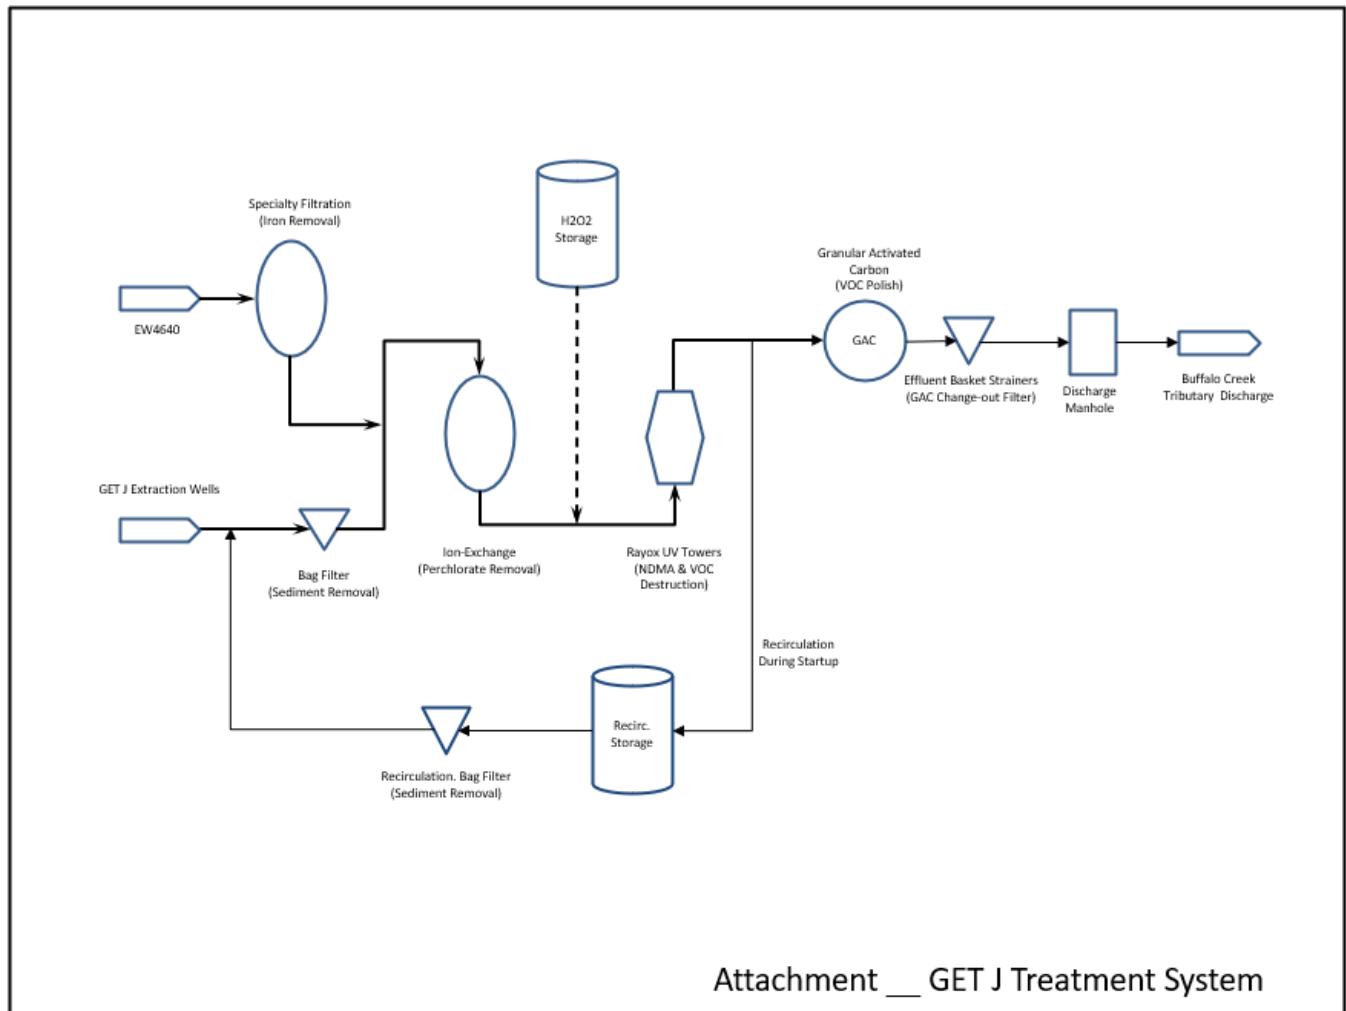 Specialty Filtration
(Iron Removal)
EW4640
H2O2
Storage
Granular Activated
Carbon
(VOC Polish)
GAC
Effluent Basket Strainers
(GAC Change-out Filter)
Discharge
Manhole
Buffalo Creek
Tributary Discharge
GET J Extraction Wells
Bag Filter
(Sediment Removal)
Ion-Exchange
(Perchlorate Removal)
Rayox UV Towers
(NDMA & VOC
Destruction)
Recirculation
During Startup
Recirc.
Storage
Recirculation. Bag Filter
(Sediment Removal)
Attachment __ GET J Treatment System